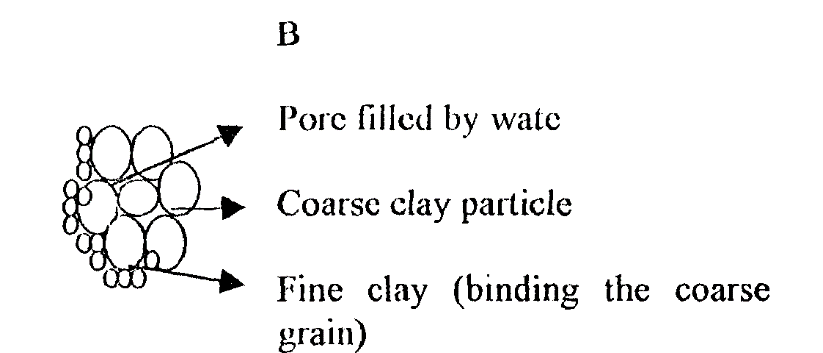 B
Pore filled by wate
Coarse clay particle
Fine clay (binding the coarse
grain)